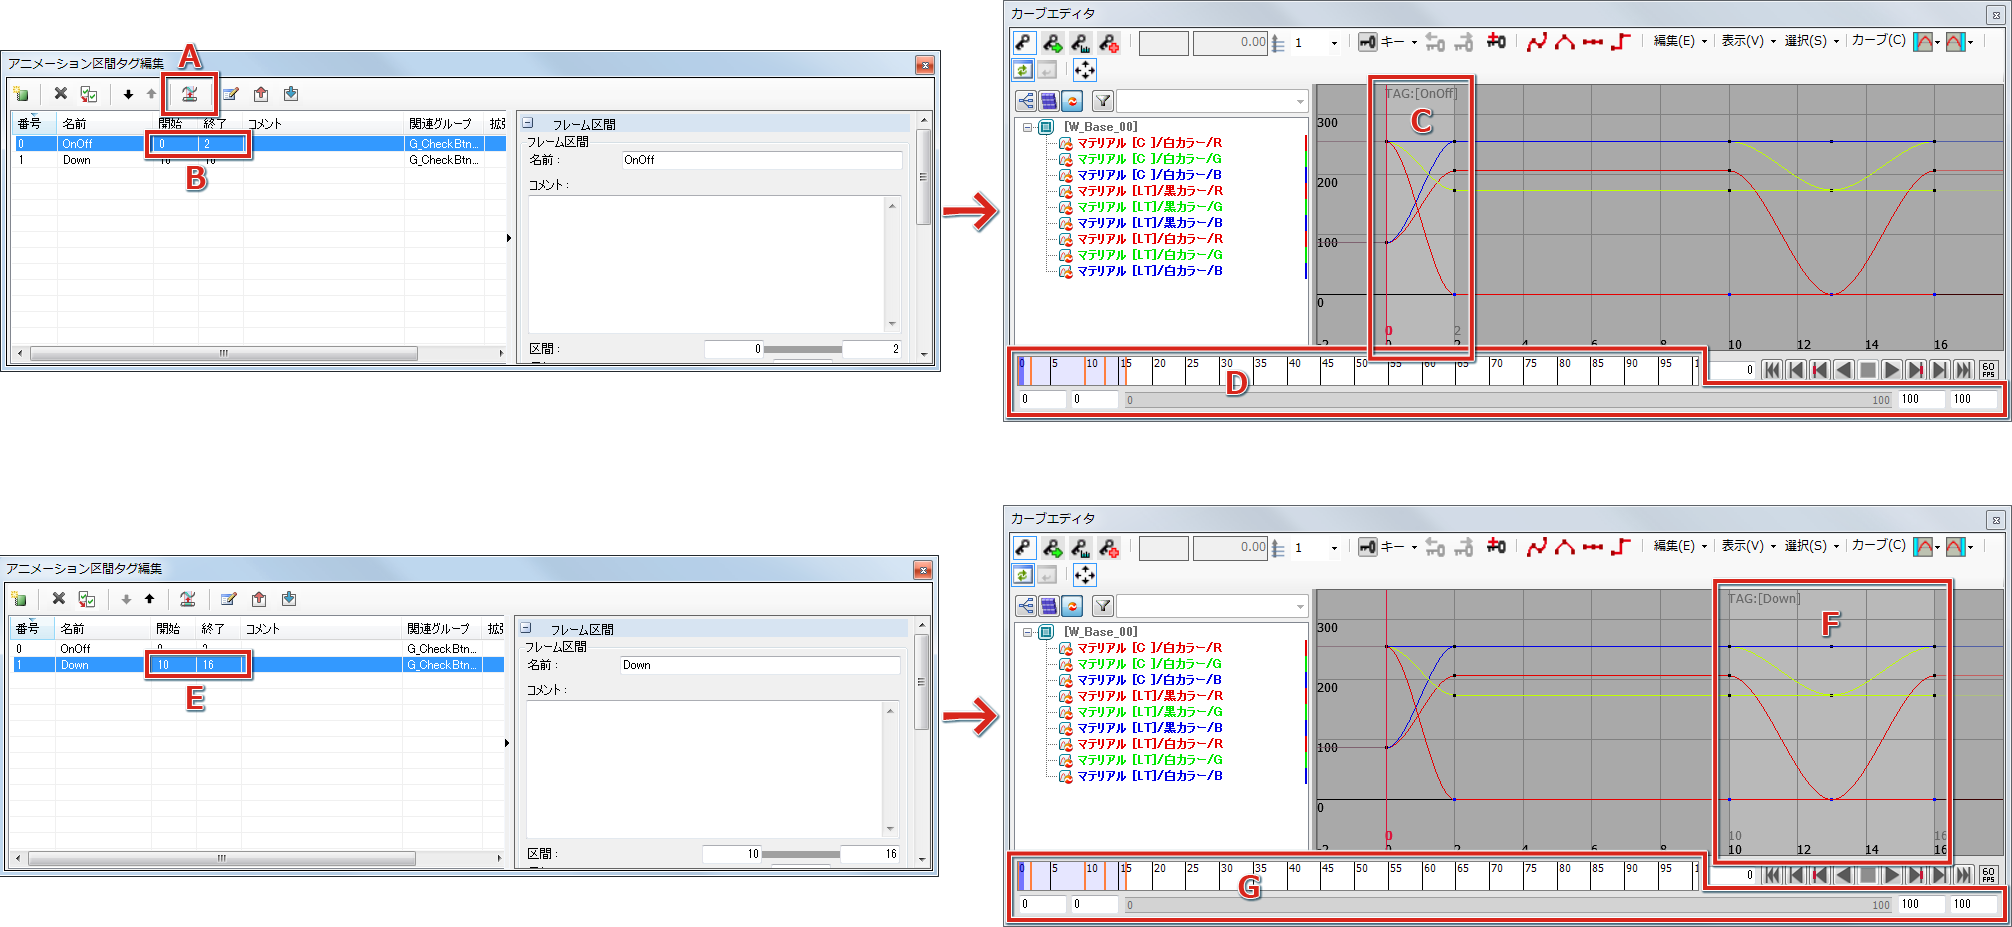 A
アニメーション区間タグ編集
番号 名前 開始 終了 コメント 関連グループ 拡張
0 OnOff 0 2 G_CheckBtn...
1 Down 10 16 G_CheckBtn...
B
フレーム区間
フレーム区間
名前 : OnOff
コメント :
区間 : 0 2
カーブエディタ
0.00 1 キー 編集(E) 表示(V) 選択(S) カーブ(C)
[W_Base_00]
マテリアル [C ]/白カラー/R
マテリアル [C ]/白カラー/G
マテリアル [C ]/白カラー/B
マテリアル [LT]/黒カラー/R
マテリアル [LT]/黒カラー/G
マテリアル [LT]/黒カラー/B
マテリアル [LT]/白カラー/R
マテリアル [LT]/白カラー/G
マテリアル [LT]/白カラー/B
TAG:[OnOff]
C
300
200
100
0
0 2
10 12 14 16
0 5 10 15 20 25 30 35 40 45 50 55 60 65 70 75 80 85 90 95
D
0 60 FPS
0 0 0 100 100 100
アニメーション区間タグ編集
番号 名前 開始 終了 コメント 関連グループ
0 OnOff G_CheckBtn...
1 Down 10 16 G_CheckBtn...
E
フレーム区間
フレーム区間
名前 : Down
コメント :
区間 : 10 16
カーブエディタ
0.00 1 キー 編集(E) 表示(V) 選択(S) カーブ(C)
[W_Base_00]
マテリアル [C ]/白カラー/R
マテリアル [C ]/白カラー/G
マテリアル [C ]/白カラー/B
マテリアル [LT]/黒カラー/R
マテリアル [LT]/黒カラー/G
マテリアル [LT]/黒カラー/B
マテリアル [LT]/白カラー/R
マテリアル [LT]/白カラー/G
マテリアル [LT]/白カラー/B
TAG:[Down]
F
300
200
100
0
0 10 16
10 12 14 16
0 5 10 15 20 25 30 35 40 45 50 55 60 65 70 75 80 85 90 95
G
0 60 FPS
0 0 0 100 100 100